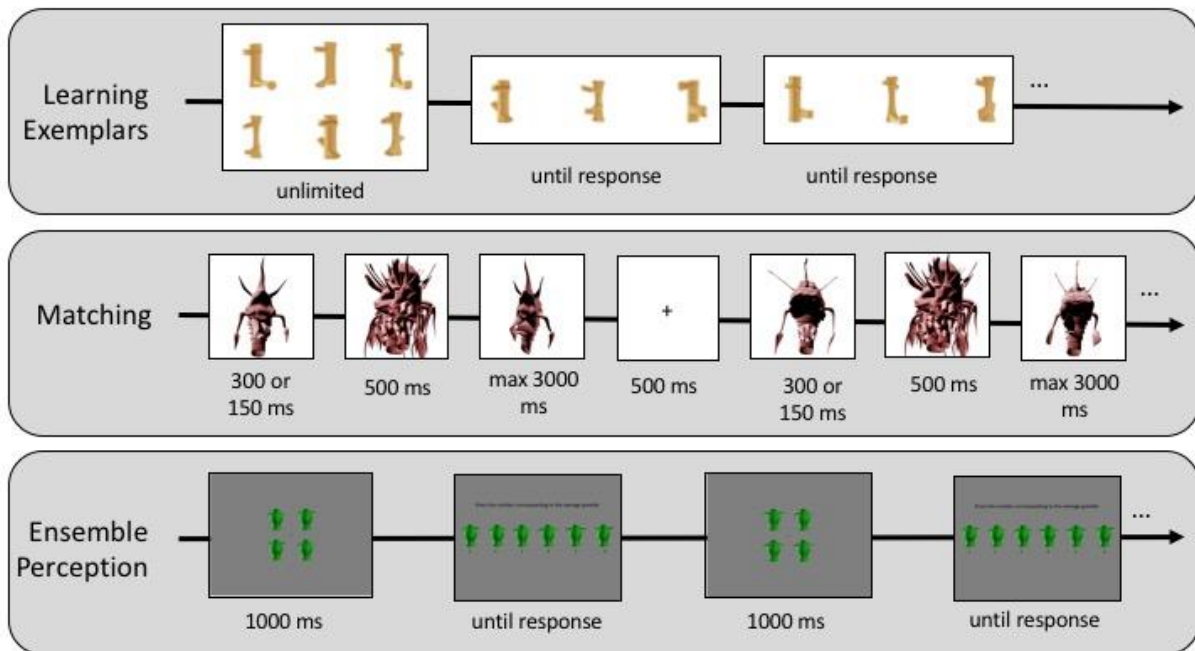 Learning
Exemplars
...
unlimited
until response
until response
Matching
+
...
300 or
150 ms
500 ms
max 3000
ms
500 ms
300 or
150 ms
500 ms
max 3000
ms
Ensemble
Perception
...
1000 ms
until response
1000 ms
until response